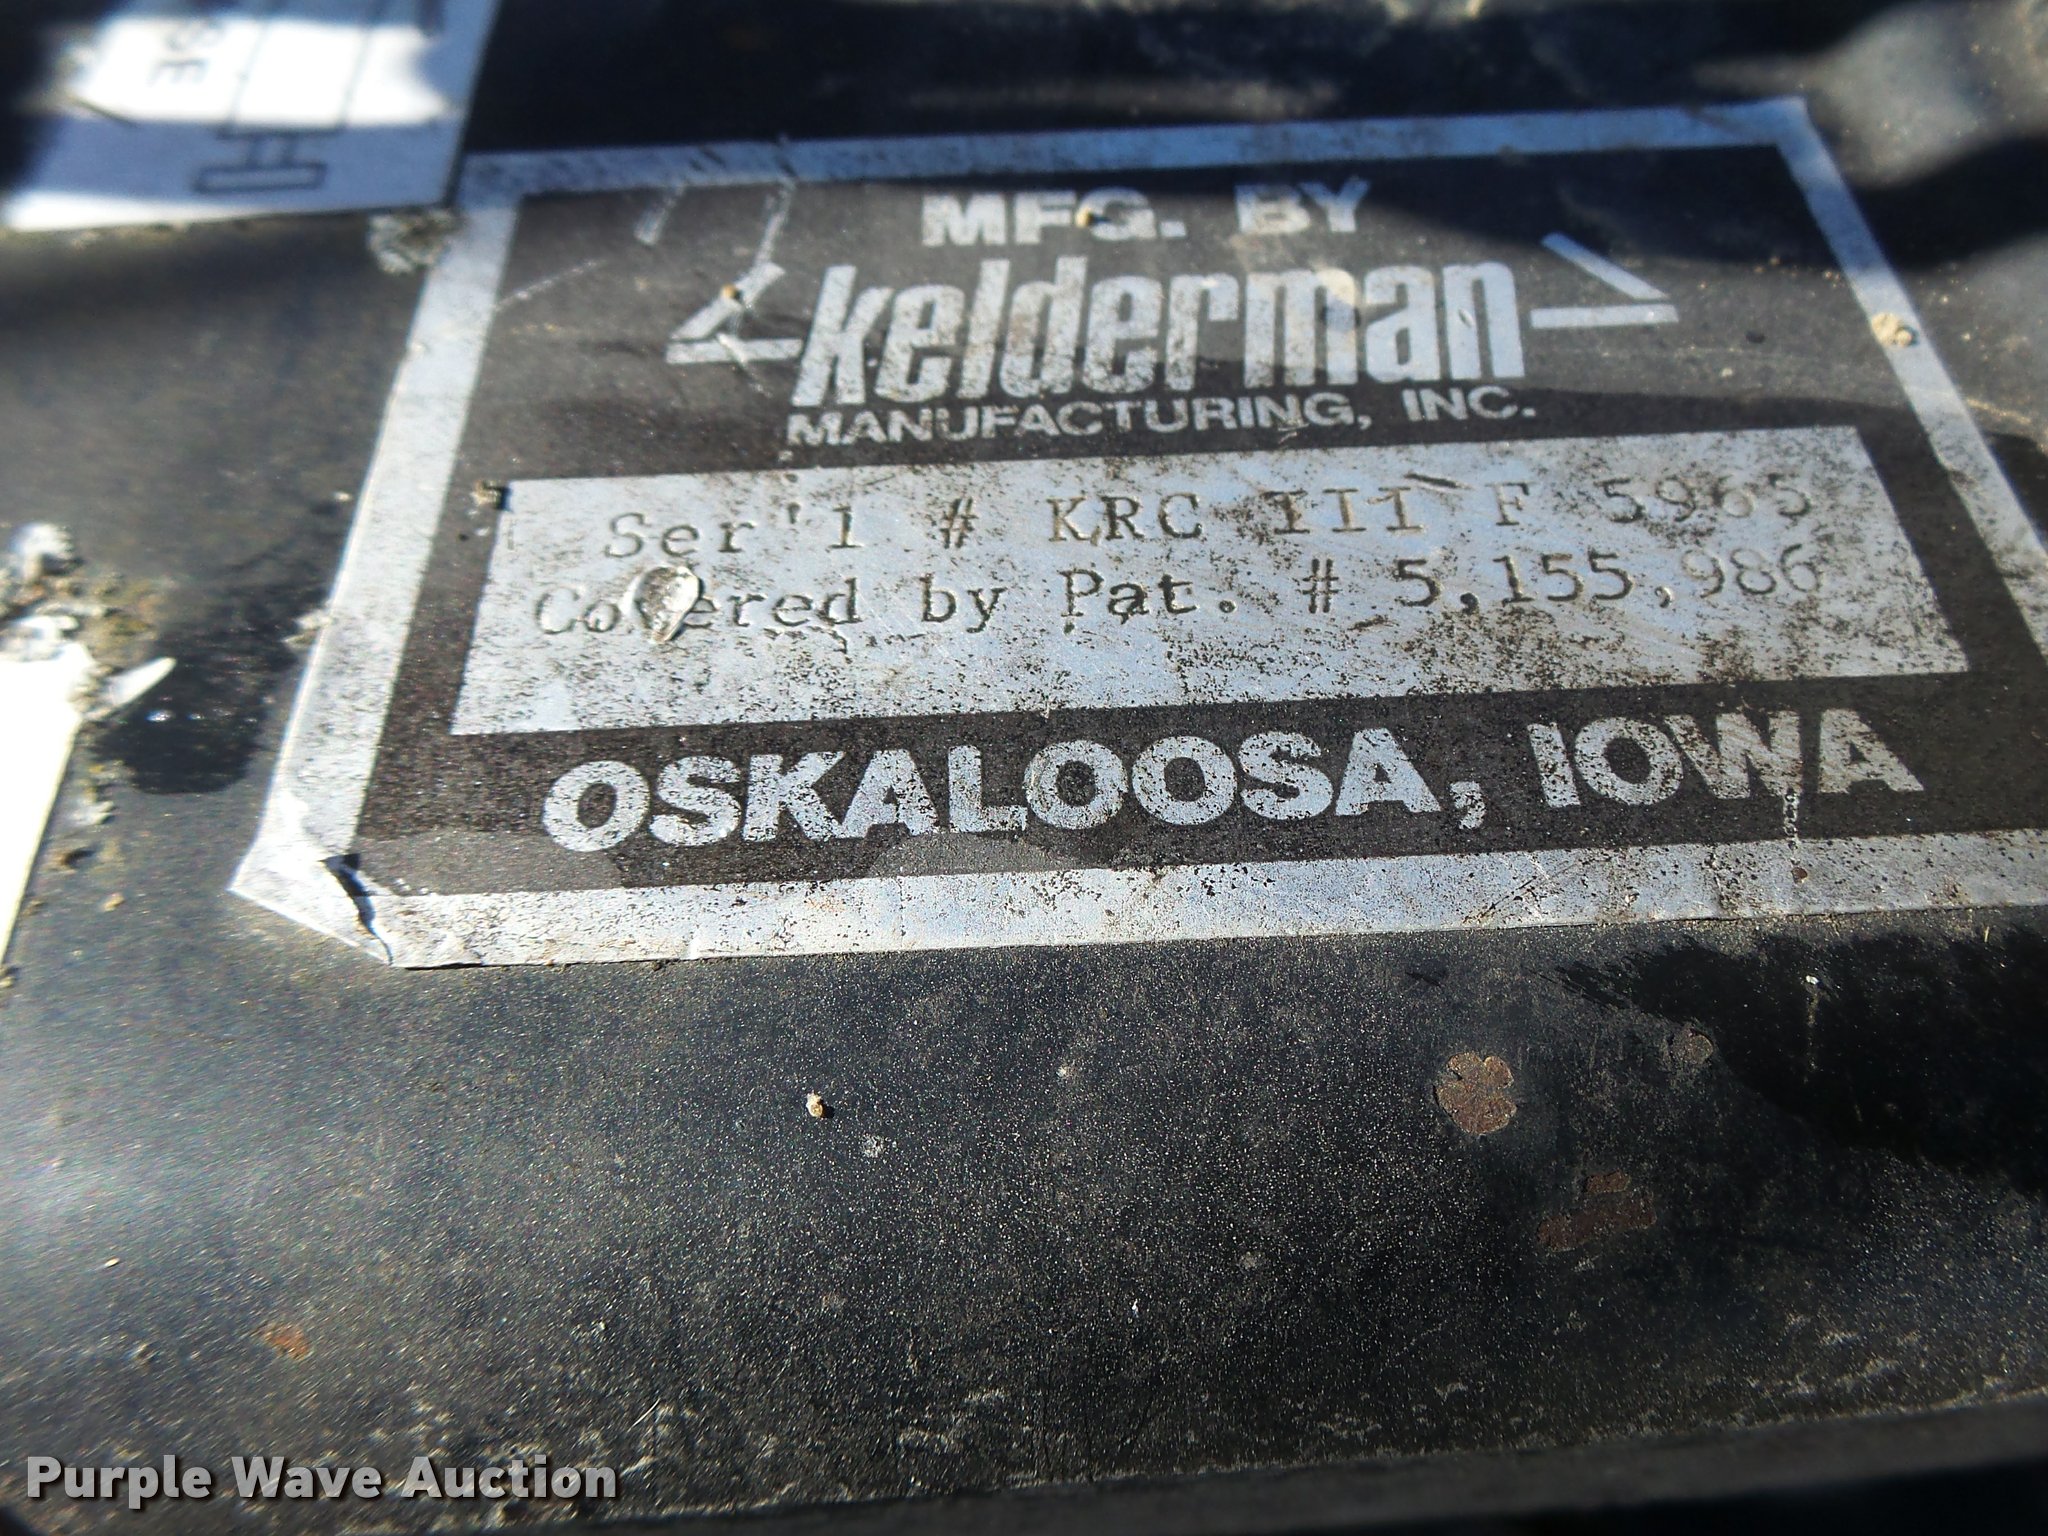 SE
MFG. BY
kelderman
MANUFACTURING, INC.
Ser'l # KRC III F 5965
Covered by Pat. # 5,155,986
OSKALOOSA, IOWA
Purple Wave Auction